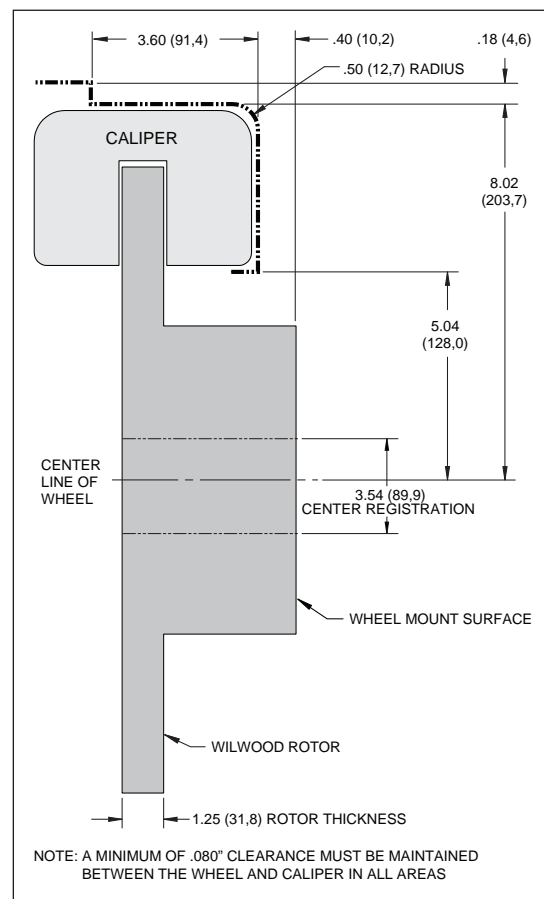 3.60 (91,4)
.40 (10,2)
.18 (4,6)
.50 (12,7) RADIUS
CALIPER
8.02
(203,7)
5.04
(128,0)
CENTER
LINE OF
WHEEL
3.54 (89,9)
CENTER REGISTRATION
WHEEL MOUNT SURFACE
WILWOOD ROTOR
1.25 (31,8) ROTOR THICKNESS
NOTE: A MINIMUM OF .080" CLEARANCE MUST BE MAINTAINED
BETWEEN THE WHEEL AND CALIPER IN ALL AREAS